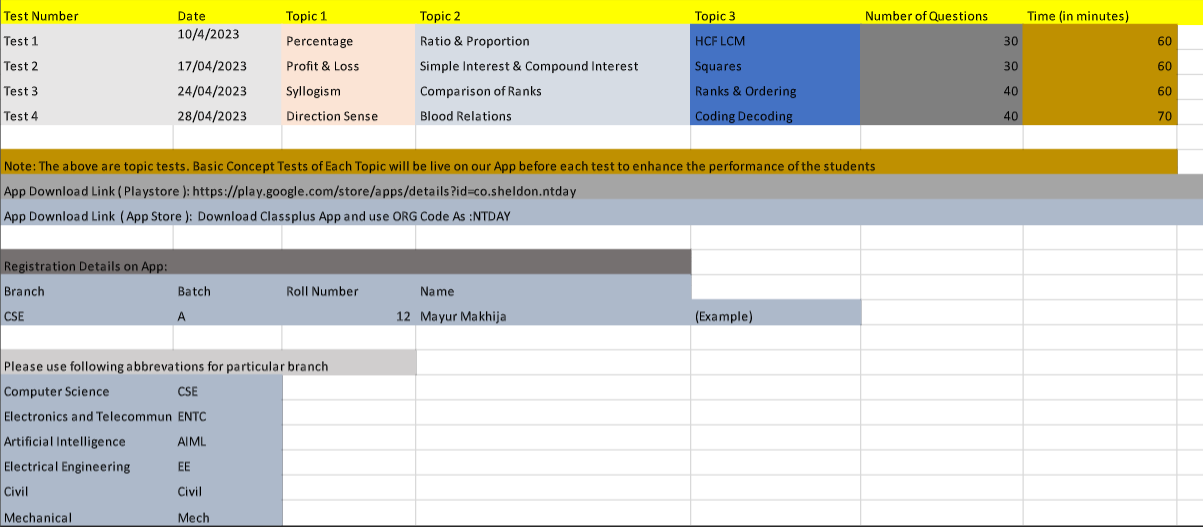 Test Number Date Topic 1 Topic 2 Topic 3 Number of Questions Time (in minutes)
Test 1 10/4/2023 Percentage Ratio & Proportion HCF LCM 30 60
Test 2 17/04/2023 Profit & Loss Simple Interest & Compound Interest Squares 30 60
Test 3 24/04/2023 Syllogism Comparison of Ranks Ranks & Ordering 40 60
Test 4 28/04/2023 Direction Sense Blood Relations Coding Decoding 40 70
Note: The above are topic tests. Basic Concept Tests of Each Topic will be live on our App before each test to enhance the performance of the students
App Download Link ( Playstore ): https://play.google.com/store/apps/details?id=co.sheldon.ntday
App Download Link ( App Store ): Download Classplus App and use ORG Code As :NTDAY
Registration Details on App:
Branch Batch Roll Number Name
CSE A 12 Mayur Makhija (Example)
Please use following abbrevations for particular branch
Computer Science CSE
Electronics and Telecommun ENTC
Artificial Intelligence AIML
Electrical Engineering EE
Civil Civil
Mechanical Mech